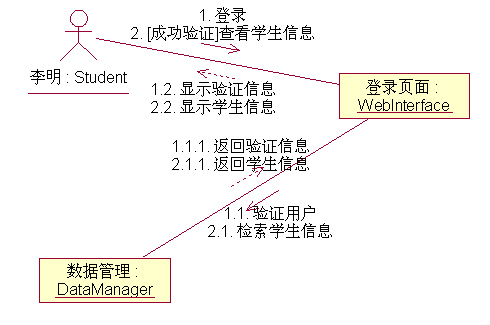 1. 登录
2. [成功验证]查看学生信息
李明 : Student
1.2. 显示验证信息
2.2. 显示学生信息
登录页面 :
WebInterface
1.1.1. 返回验证信息
2.1.1. 返回学生信息
1.1. 验证用户
2.1. 检索学生信息
数据管理 :
DataManager